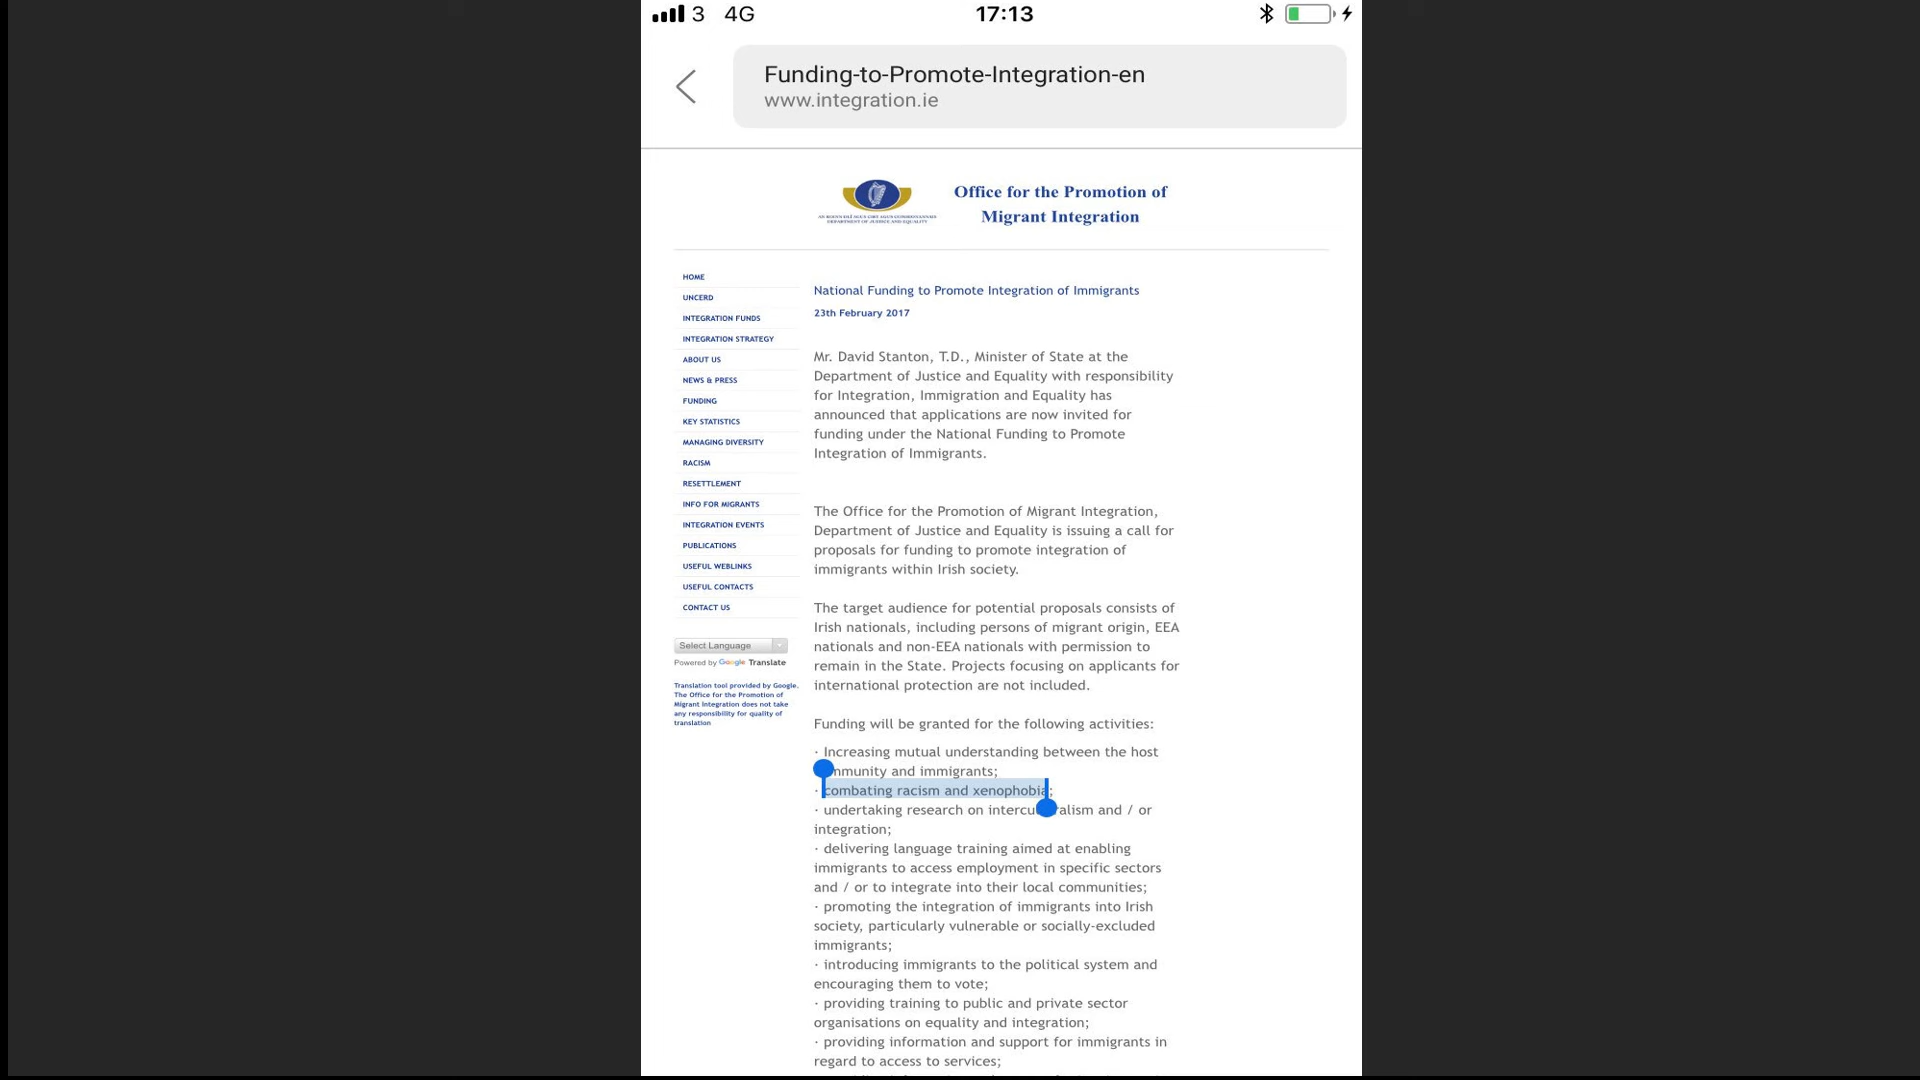 3 4G 17:13
Funding-to-Promote-Integration-en
www.integration.ie
AN ROINN DLÍ AGUS CIRT AGUS COMHIONANNAIS
DEPARTMENT OF JUSTICE AND EQUALITY
Office for the Promotion of
Migrant Integration
HOME
UNCERD
INTEGRATION FUNDS
INTEGRATION STRATEGY
ABOUT US
NEWS & PRESS
FUNDING
KEY STATISTICS
MANAGING DIVERSITY
RACISM
RESETTLEMENT
INFO FOR MIGRANTS
INTEGRATION EVENTS
PUBLICATIONS
USEFUL WEBLINKS
USEFUL CONTACTS
CONTACT US
Select Language
Powered by Google Translate
Translation tool provided by Google.
The Office for the Promotion of
Migrant Integration does not take
any responsibility for quality of
translation
National Funding to Promote Integration of Immigrants
23th February 2017
Mr. David Stanton, T.D., Minister of State at the
Department of Justice and Equality with responsibility
for Integration, Immigration and Equality has
announced that applications are now invited for
funding under the National Funding to Promote
Integration of Immigrants.
The Office for the Promotion of Migrant Integration,
Department of Justice and Equality is issuing a call for
proposals for funding to promote integration of
immigrants within Irish society.
The target audience for potential proposals consists of
Irish nationals, including persons of migrant origin, EEA
nationals and non-EEA nationals with permission to
remain in the State. Projects focusing on applicants for
international protection are not included.
Funding will be granted for the following activities:
· Increasing mutual understanding between the host
mmunity and immigrants;
· combating racism and xenophobia;
· undertaking research on intercu ralism and / or
integration;
· delivering language training aimed at enabling
immigrants to access employment in specific sectors
and / or to integrate into their local communities;
· promoting the integration of immigrants into Irish
society, particularly vulnerable or socially-excluded
immigrants;
· introducing immigrants to the political system and
encouraging them to vote;
· providing training to public and private sector
organisations on equality and integration;
· providing information and support for immigrants in
regard to access to services;